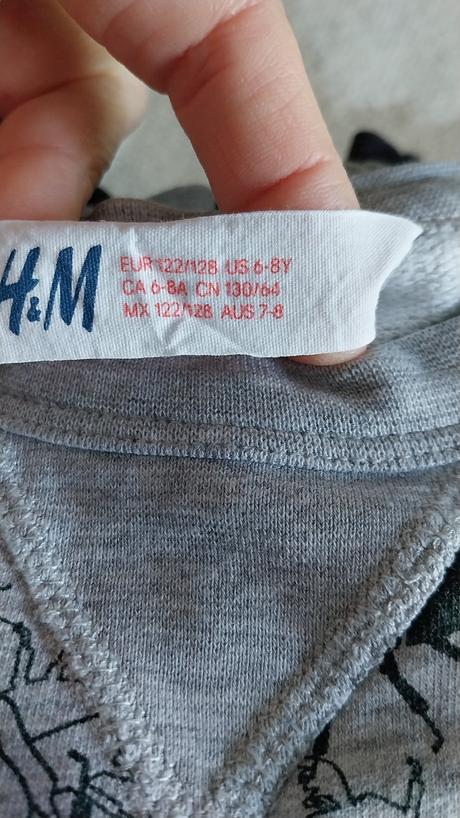 H&M
EUR 122/128 US 6-8Y
CA 6-8A CN 130/64
MX 122/128 AUS 7-8